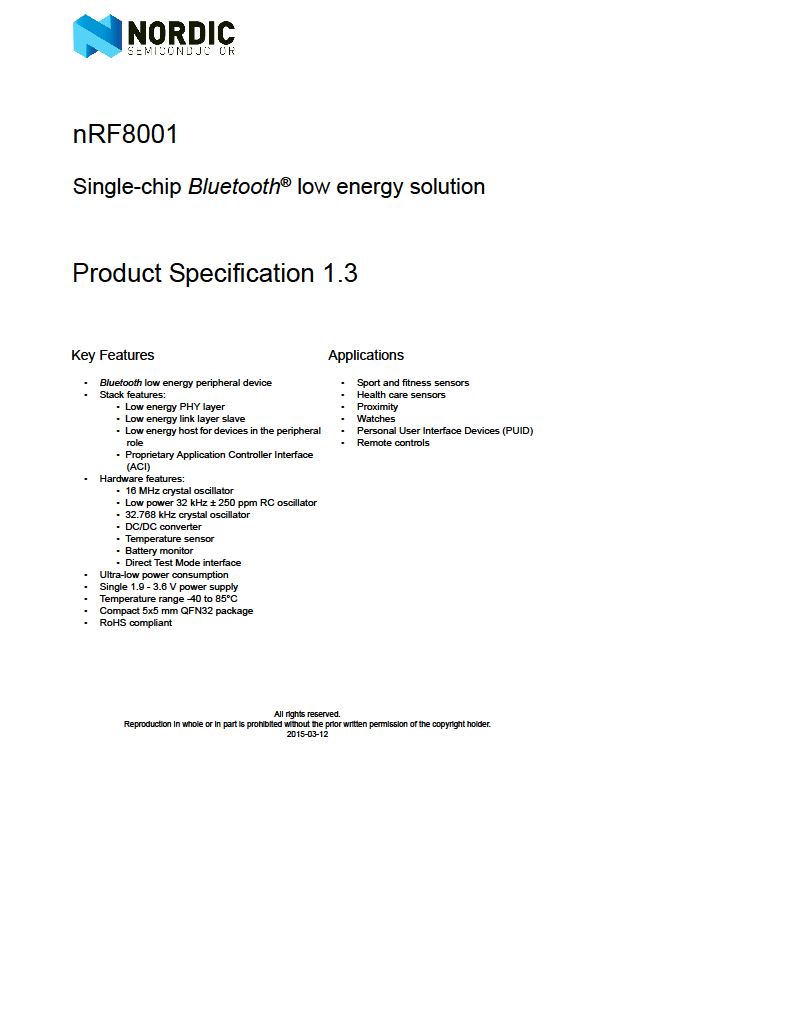 NORDIC
SEMICONDUCTOR
nRF8001
Single-chip Bluetooth® low energy solution
Product Specification 1.3
Key Features
• Bluetooth low energy peripheral device
• Stack features:
• Low energy PHY layer
• Low energy link layer slave
• Low energy host for devices in the peripheral
role
• Proprietary Application Controller Interface
(ACI)
• Hardware features:
• 16 MHz crystal oscillator
• Low power 32 kHz ± 250 ppm RC oscillator
• 32.768 kHz crystal oscillator
• DC/DC converter
• Temperature sensor
• Battery monitor
• Direct Test Mode interface
• Ultra-low power consumption
• Single 1.9 - 3.6 V power supply
• Temperature range -40 to 85°C
• Compact 5x5 mm QFN32 package
• RoHS compliant
Applications
• Sport and fitness sensors
• Health care sensors
• Proximity
• Watches
• Personal User Interface Devices (PUID)
• Remote controls
All rights reserved.
Reproduction in whole or in part is prohibited without the prior written permission of the copyright holder.
2015-03-12